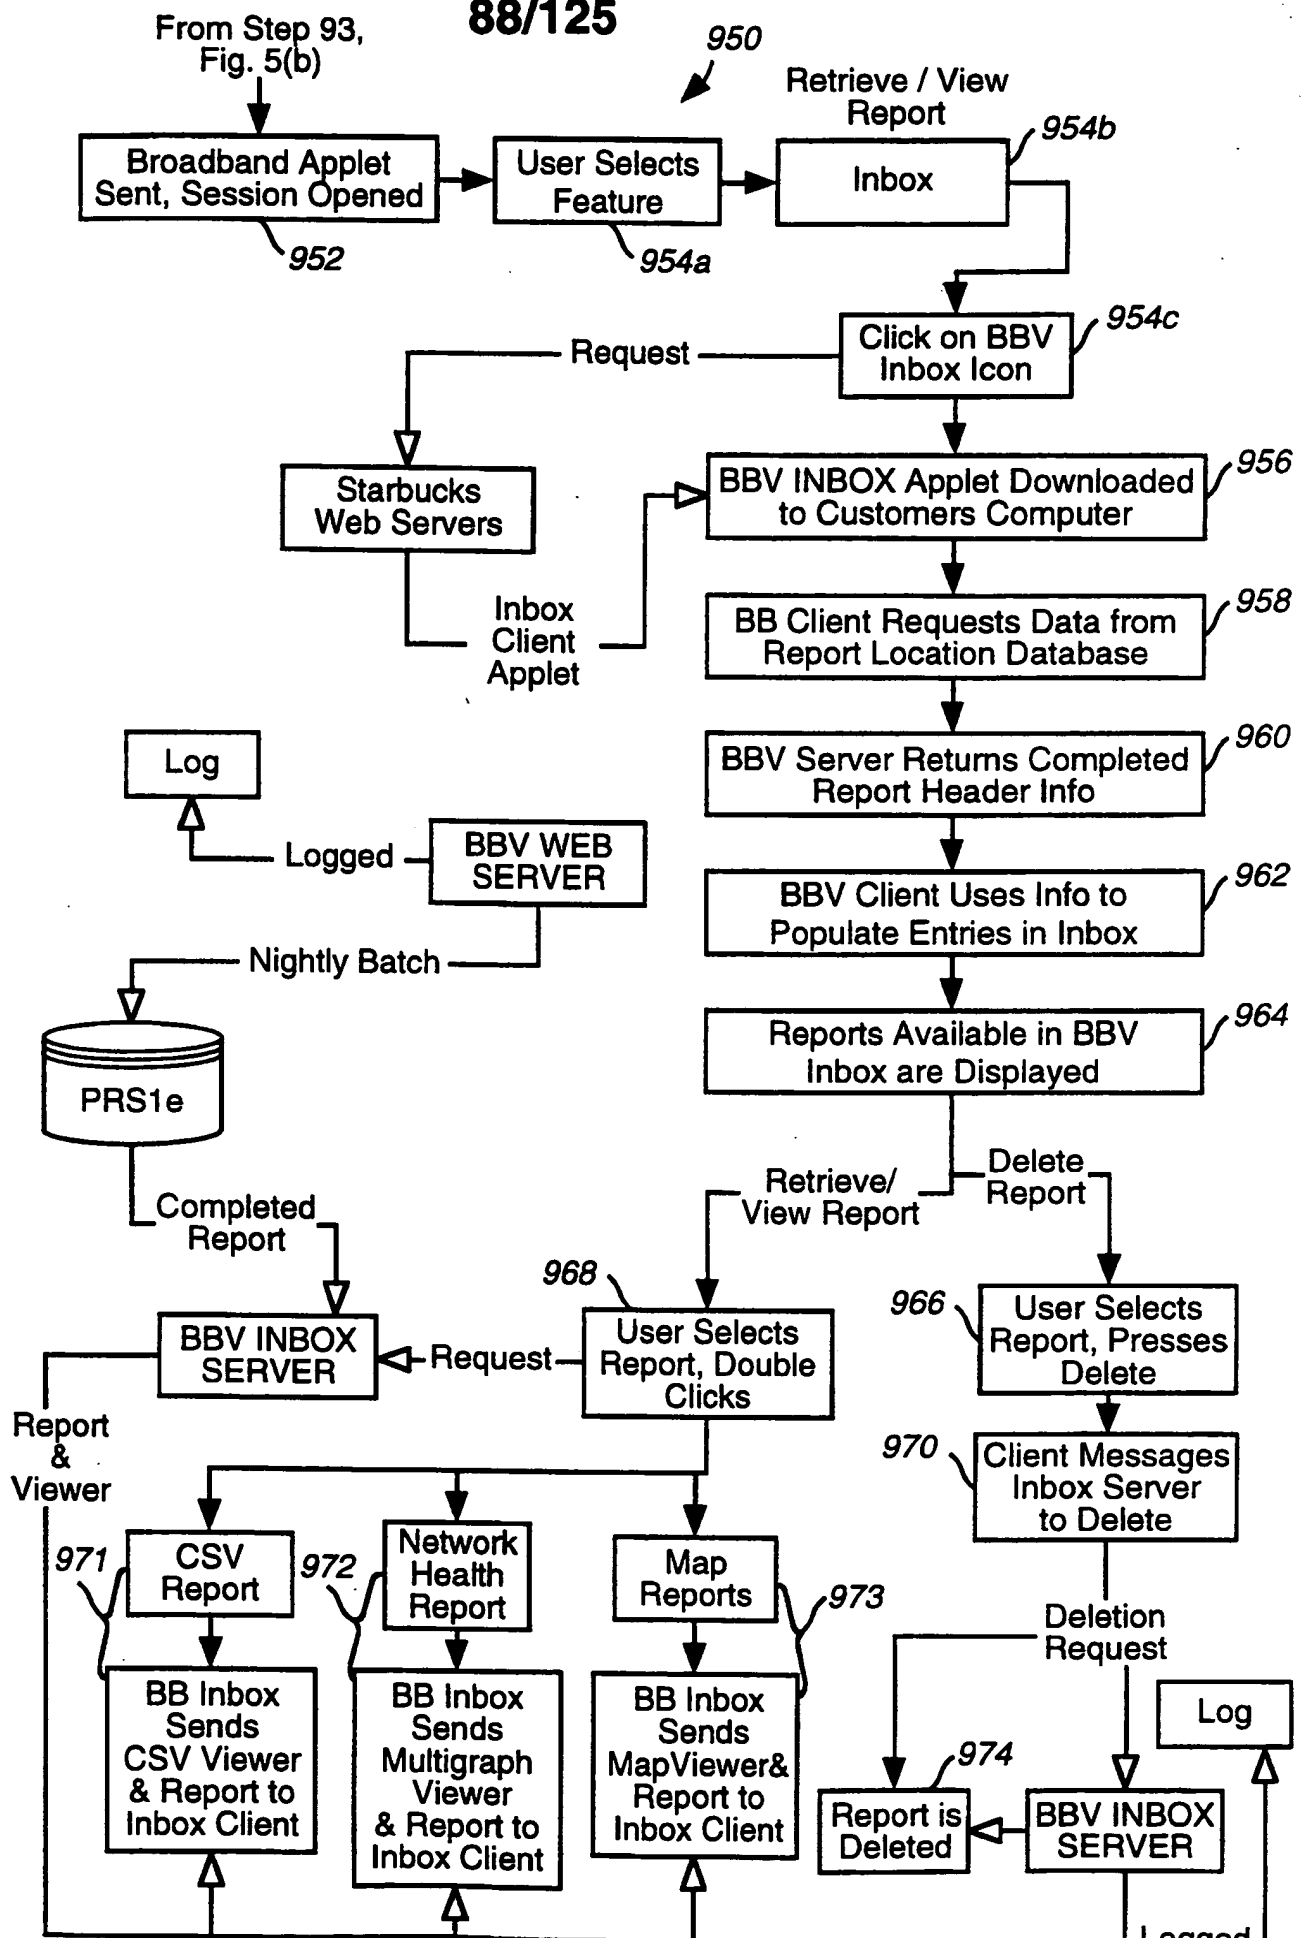 88/125
From Step 93,
Fig. 5(b)
950
Retrieve / View
Report
954b
Broadband Applet
Sent, Session Opened
User Selects
Feature
Inbox
952
954a
954c
Click on BBV
Inbox Icon
Request
956
Starbucks
Web Servers
BBV INBOX Applet Downloaded
to Customers Computer
Inbox
Client
Applet
958
BB Client Requests Data from
Report Location Database
960
Log
BBV Server Returns Completed
Report Header Info
Logged
BBV WEB
SERVER
962
BBV Client Uses Info to
Populate Entries in Inbox
Nightly Batch
964
Reports Available in BBV
Inbox are Displayed
PRS1e
Completed
Report
Retrieve/
View Report
Delete
Report
968
966
BBV INBOX
SERVER
Request
User Selects
Report, Double
Clicks
User Selects
Report, Presses
Delete
Report
&
Viewer
970
Client Messages
Inbox Server
to Delete
971
CSV
Report
972
Network
Health
Report
Map
Reports
973
Deletion
Request
BB Inbox
Sends
CSV Viewer
& Report to
Inbox Client
BB Inbox
Sends
Multigraph
Viewer
& Report to
Inbox Client
BB Inbox
Sends
MapViewer&
Report to
Inbox Client
Log
974
Report is
Deleted
BBV INBOX
SERVER
Logged